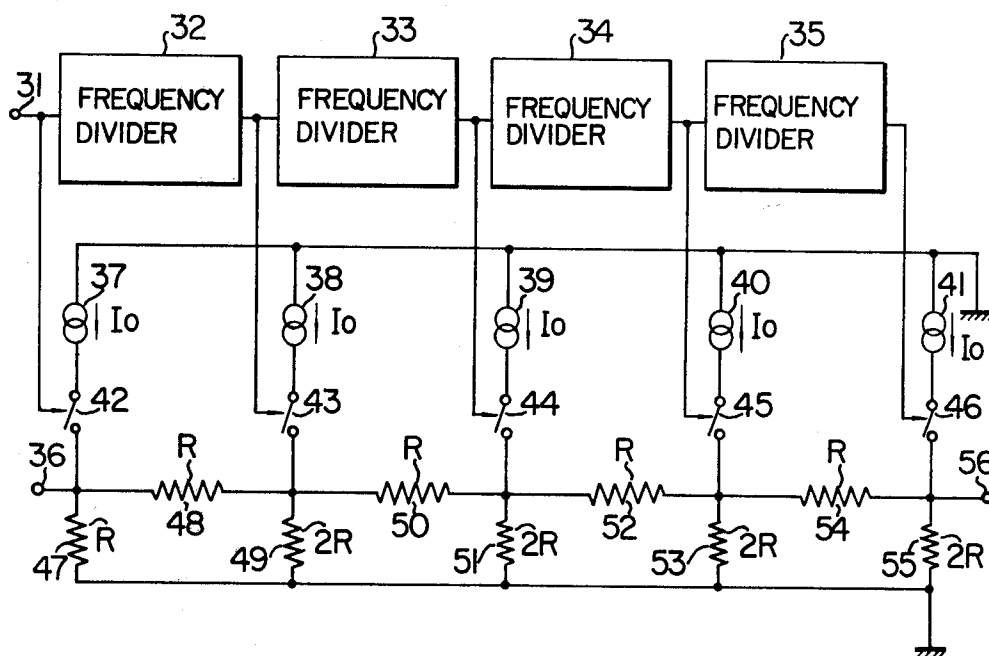 32
33
34
35
31
FREQUENCY
DIVIDER
FREQUENCY
DIVIDER
FREQUENCY
DIVIDER
FREQUENCY
DIVIDER
37
38
39
40
41
Io
Io
Io
Io
Io
42
43
44
45
46
36
R
R
R
R
56
48
50
52
54
47
R
49
2R
51
2R
53
2R
55
2R